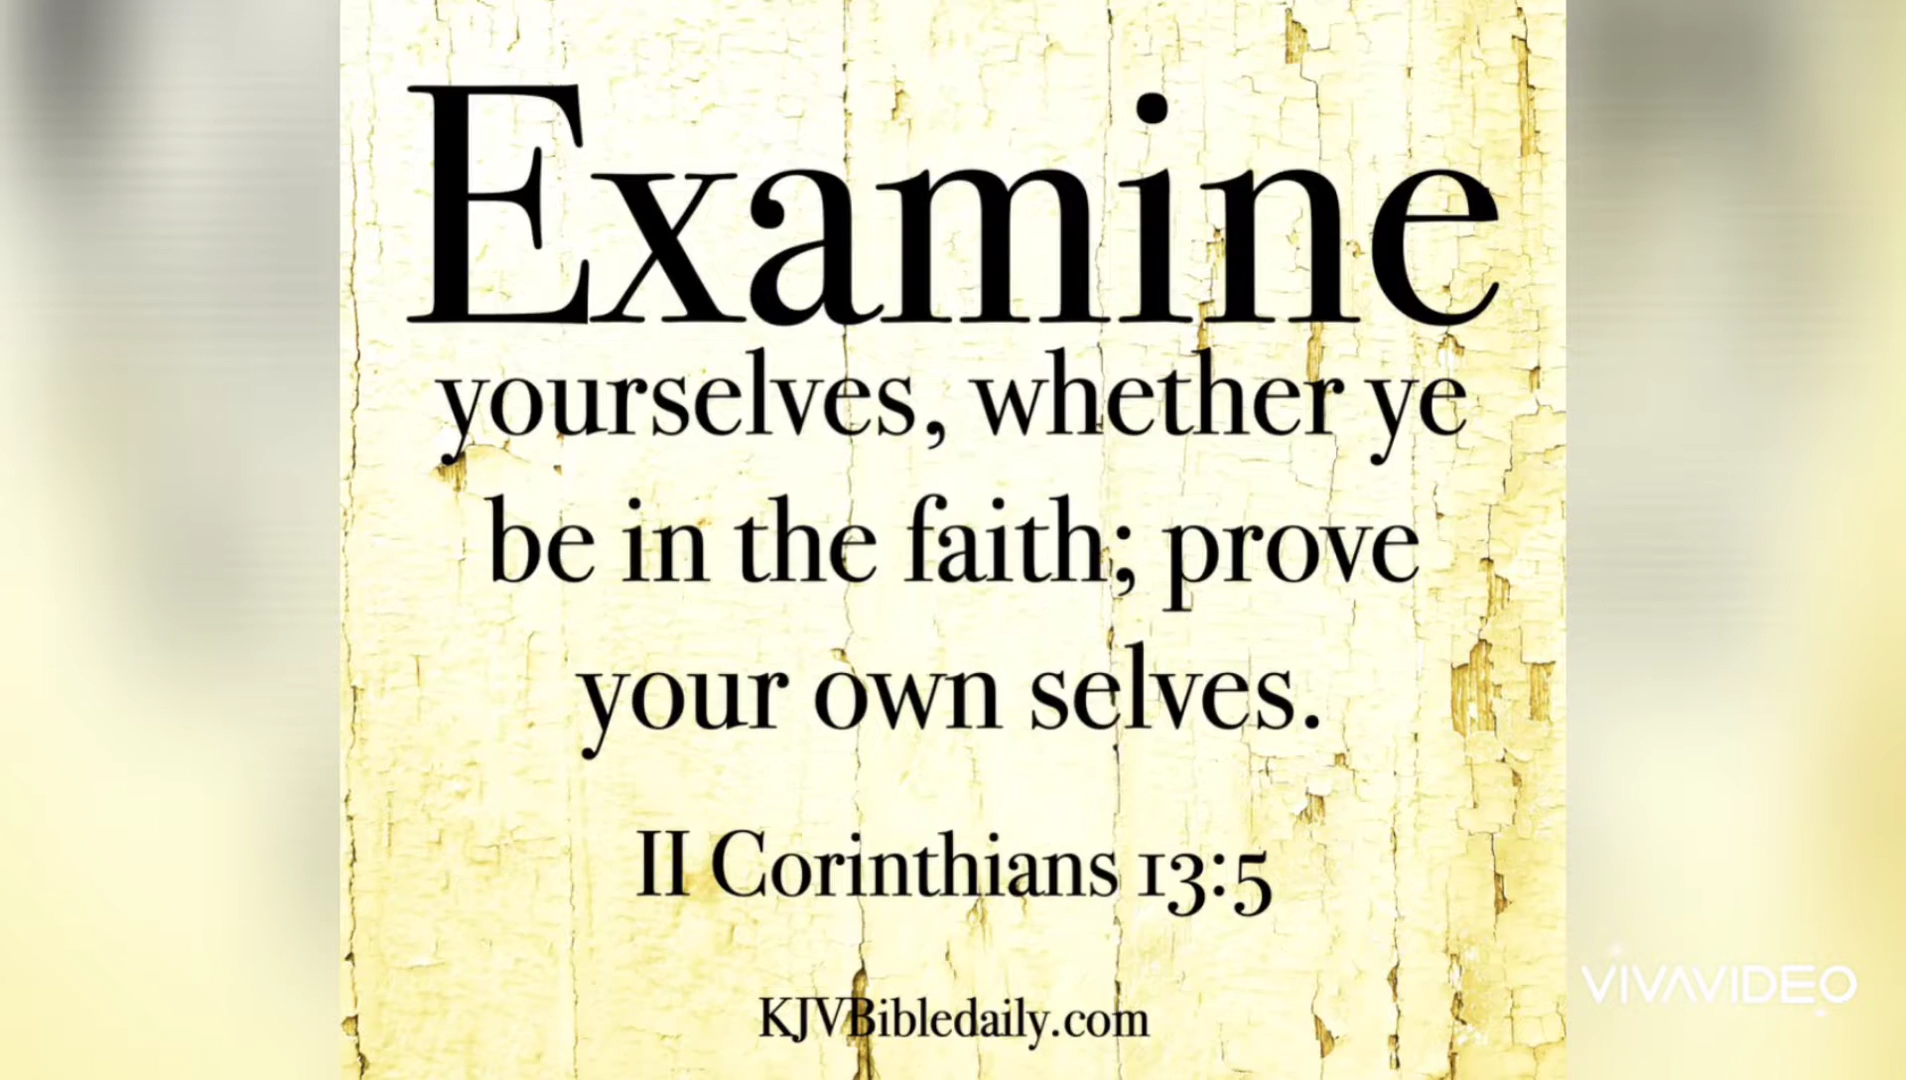 Examine
yourselves, whether ye
be in the faith; prove
your own selves.
II Corinthians 13:5
KJVBibledaily.com
VIVAVIDEO